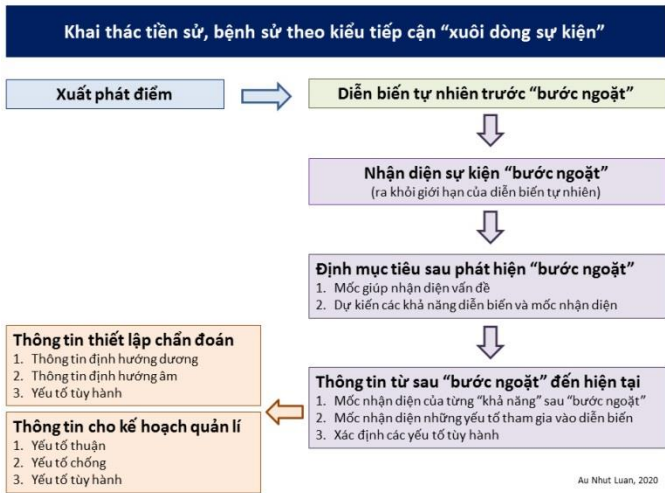 Khai thác tiền sử, bệnh sử theo kiểu tiếp cận “xuôi dòng sự kiện”
Xuất phát điểm
Diễn biến tự nhiên trước “bước ngoặt”
Nhận diện sự kiện “bước ngoặt”
(ra khỏi giới hạn của diễn biến tự nhiên)
Định mục tiêu sau phát hiện “bước ngoặt”
1. Mốc giúp nhận diện vấn đề
2. Dự kiến các khả năng diễn biến và mốc nhận diện
Thông tin từ sau “bước ngoặt” đến hiện tại
1. Mốc nhận diện của từng “khả năng” sau “bước ngoặt”
2. Mốc nhận diện những yếu tố tham gia vào diễn biến
3. Xác định các yếu tố tùy hành
Thông tin thiết lập chẩn đoán
1. Thông tin định hướng dương
2. Thông tin định hướng âm
3. Yếu tố tùy hành
Thông tin cho kế hoạch quản lí
1. Yếu tố thuận
2. Yếu tố chống
3. Yếu tố tùy hành
Au Nhut Luan, 2020